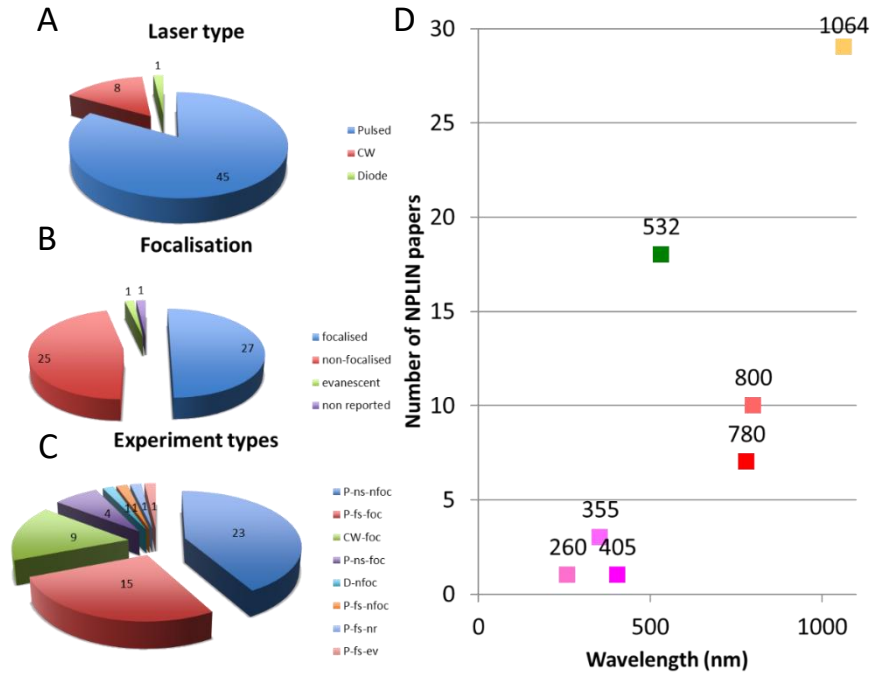 A
Laser type
1
8
45
Pulsed
CW
Diode
B
Focalisation
1 1
25
27
focalised
non-focalised
evanescent
non reported
C
Experiment types
1 1 1 1
4
9
23
15
P-ns-nfoc
P-fs-foc
CW-foc
P-ns-foc
D-nfoc
P-fs-nfoc
P-fs-nr
P-fs-ev
D
Number of NPLIN papers
30
25
20
15
10
5
0
1064
532
800
780
355
260
405
0
500
1000
Wavelength (nm)